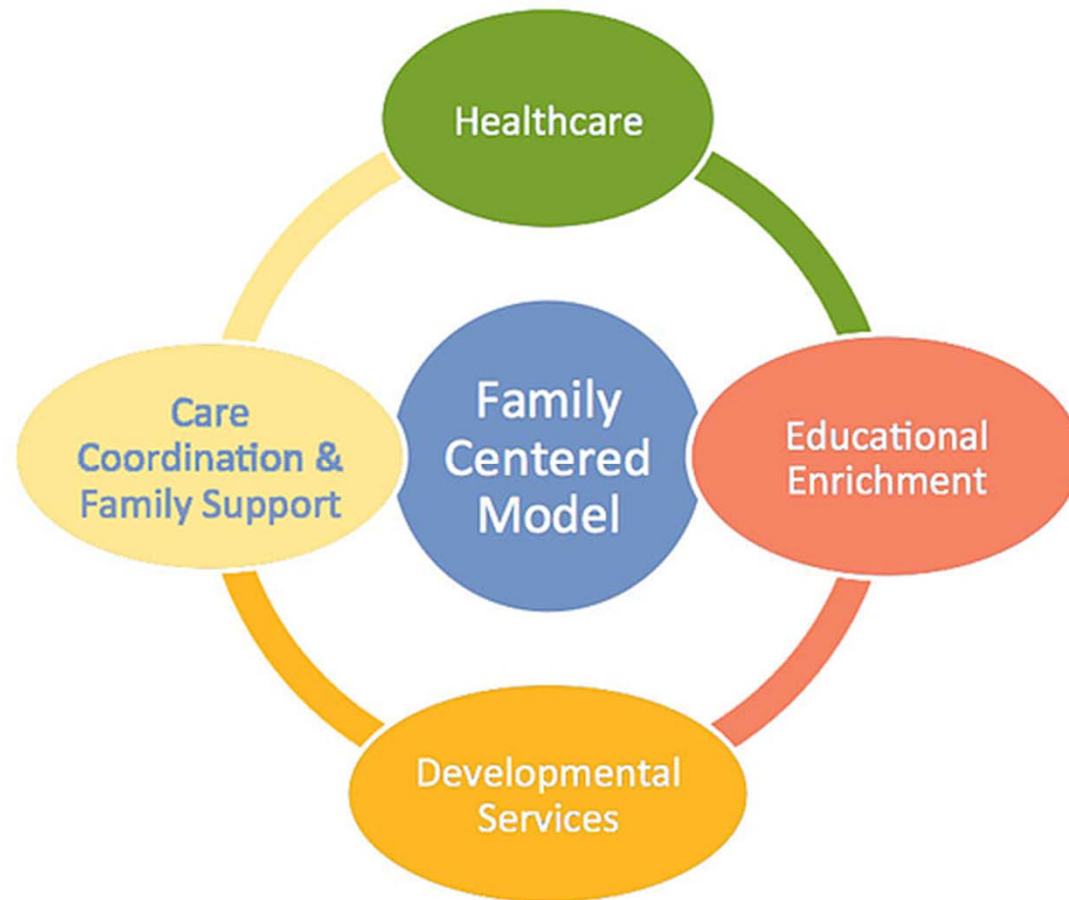 Healthcare
Care
Coordination &
Family Support
Family
Centered
Model
Educational
Enrichment
Developmental
Services